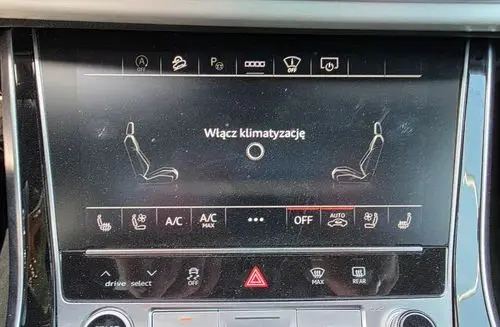 A
OFF
P
OFF
Włącz klimatyzację
A/C
A/C
MAX
•••
OFF
AUTO
drive select
OFF
MAX
REAR